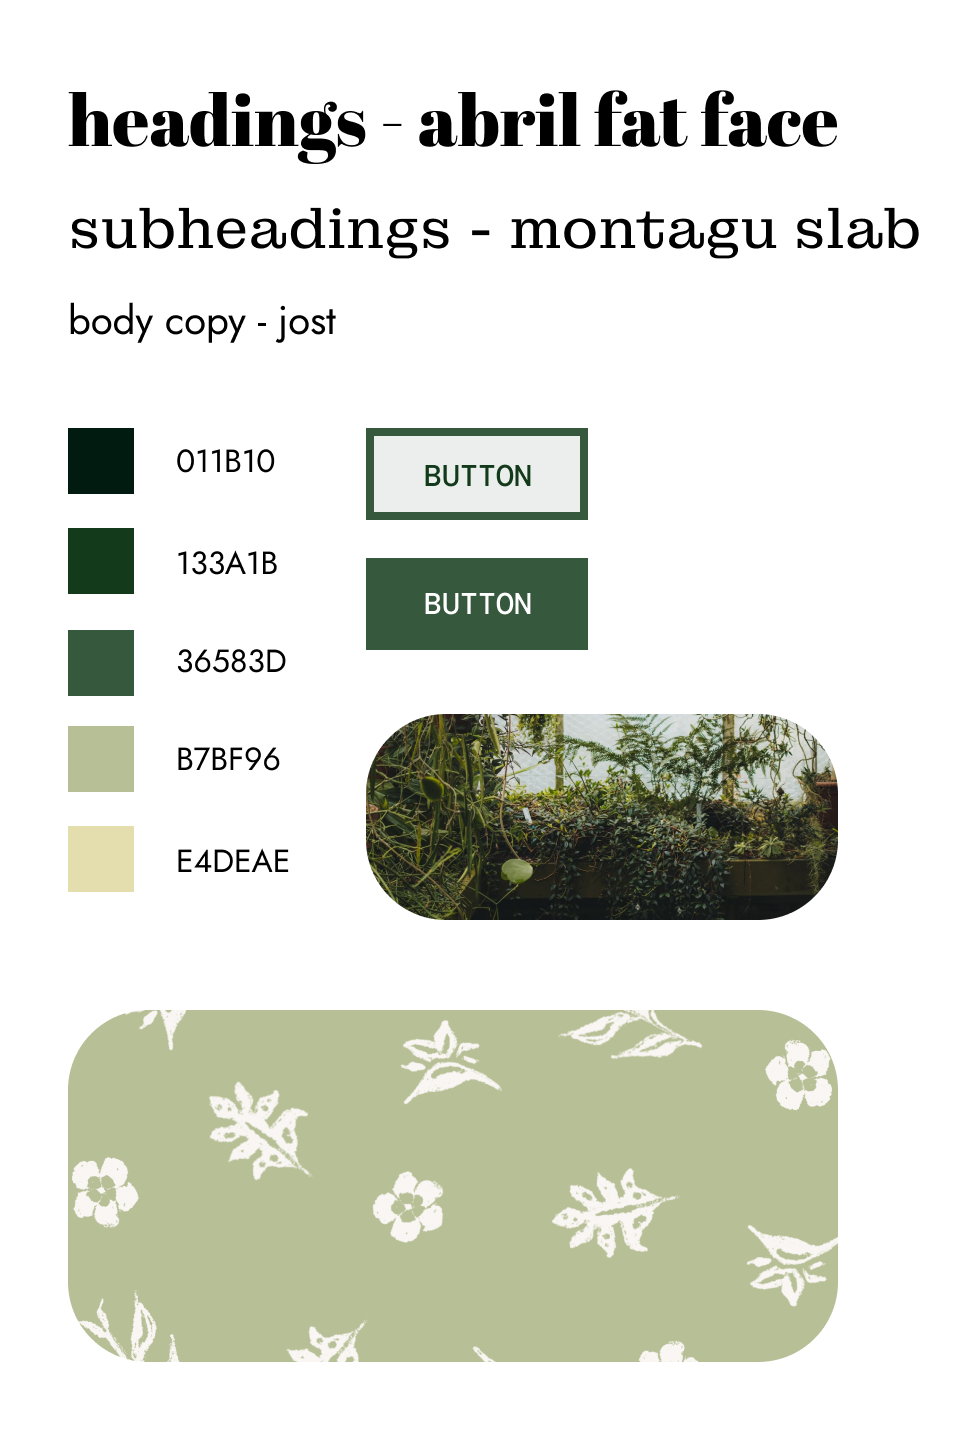 headings - abril fat face
subheadings - montagu slab
body copy - jost
011B10
133A1B
36583D
B7BF96
E4DEAE
BUTTON
BUTTON